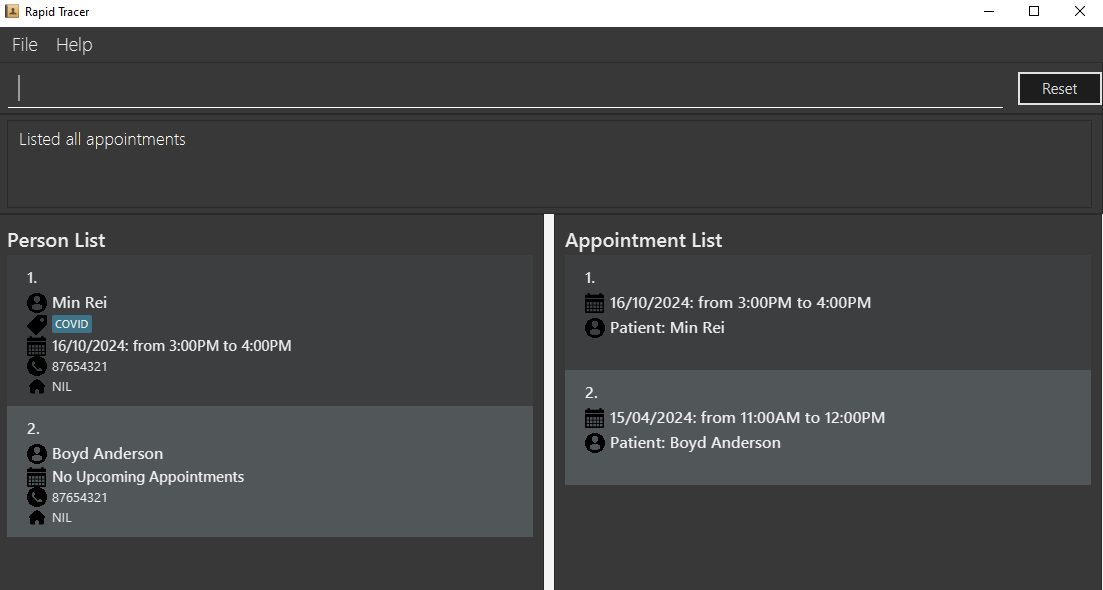 Rapid Tracer
File Help
Reset
Listed all appointments
Person List
1.
Min Rei
COVID
16/10/2024: from 3:00PM to 4:00PM
87654321
NIL
2.
Boyd Anderson
No Upcoming Appointments
87654321
NIL
Appointment List
1.
16/10/2024: from 3:00PM to 4:00PM
Patient: Min Rei
2.
15/04/2024: from 11:00AM to 12:00PM
Patient: Boyd Anderson